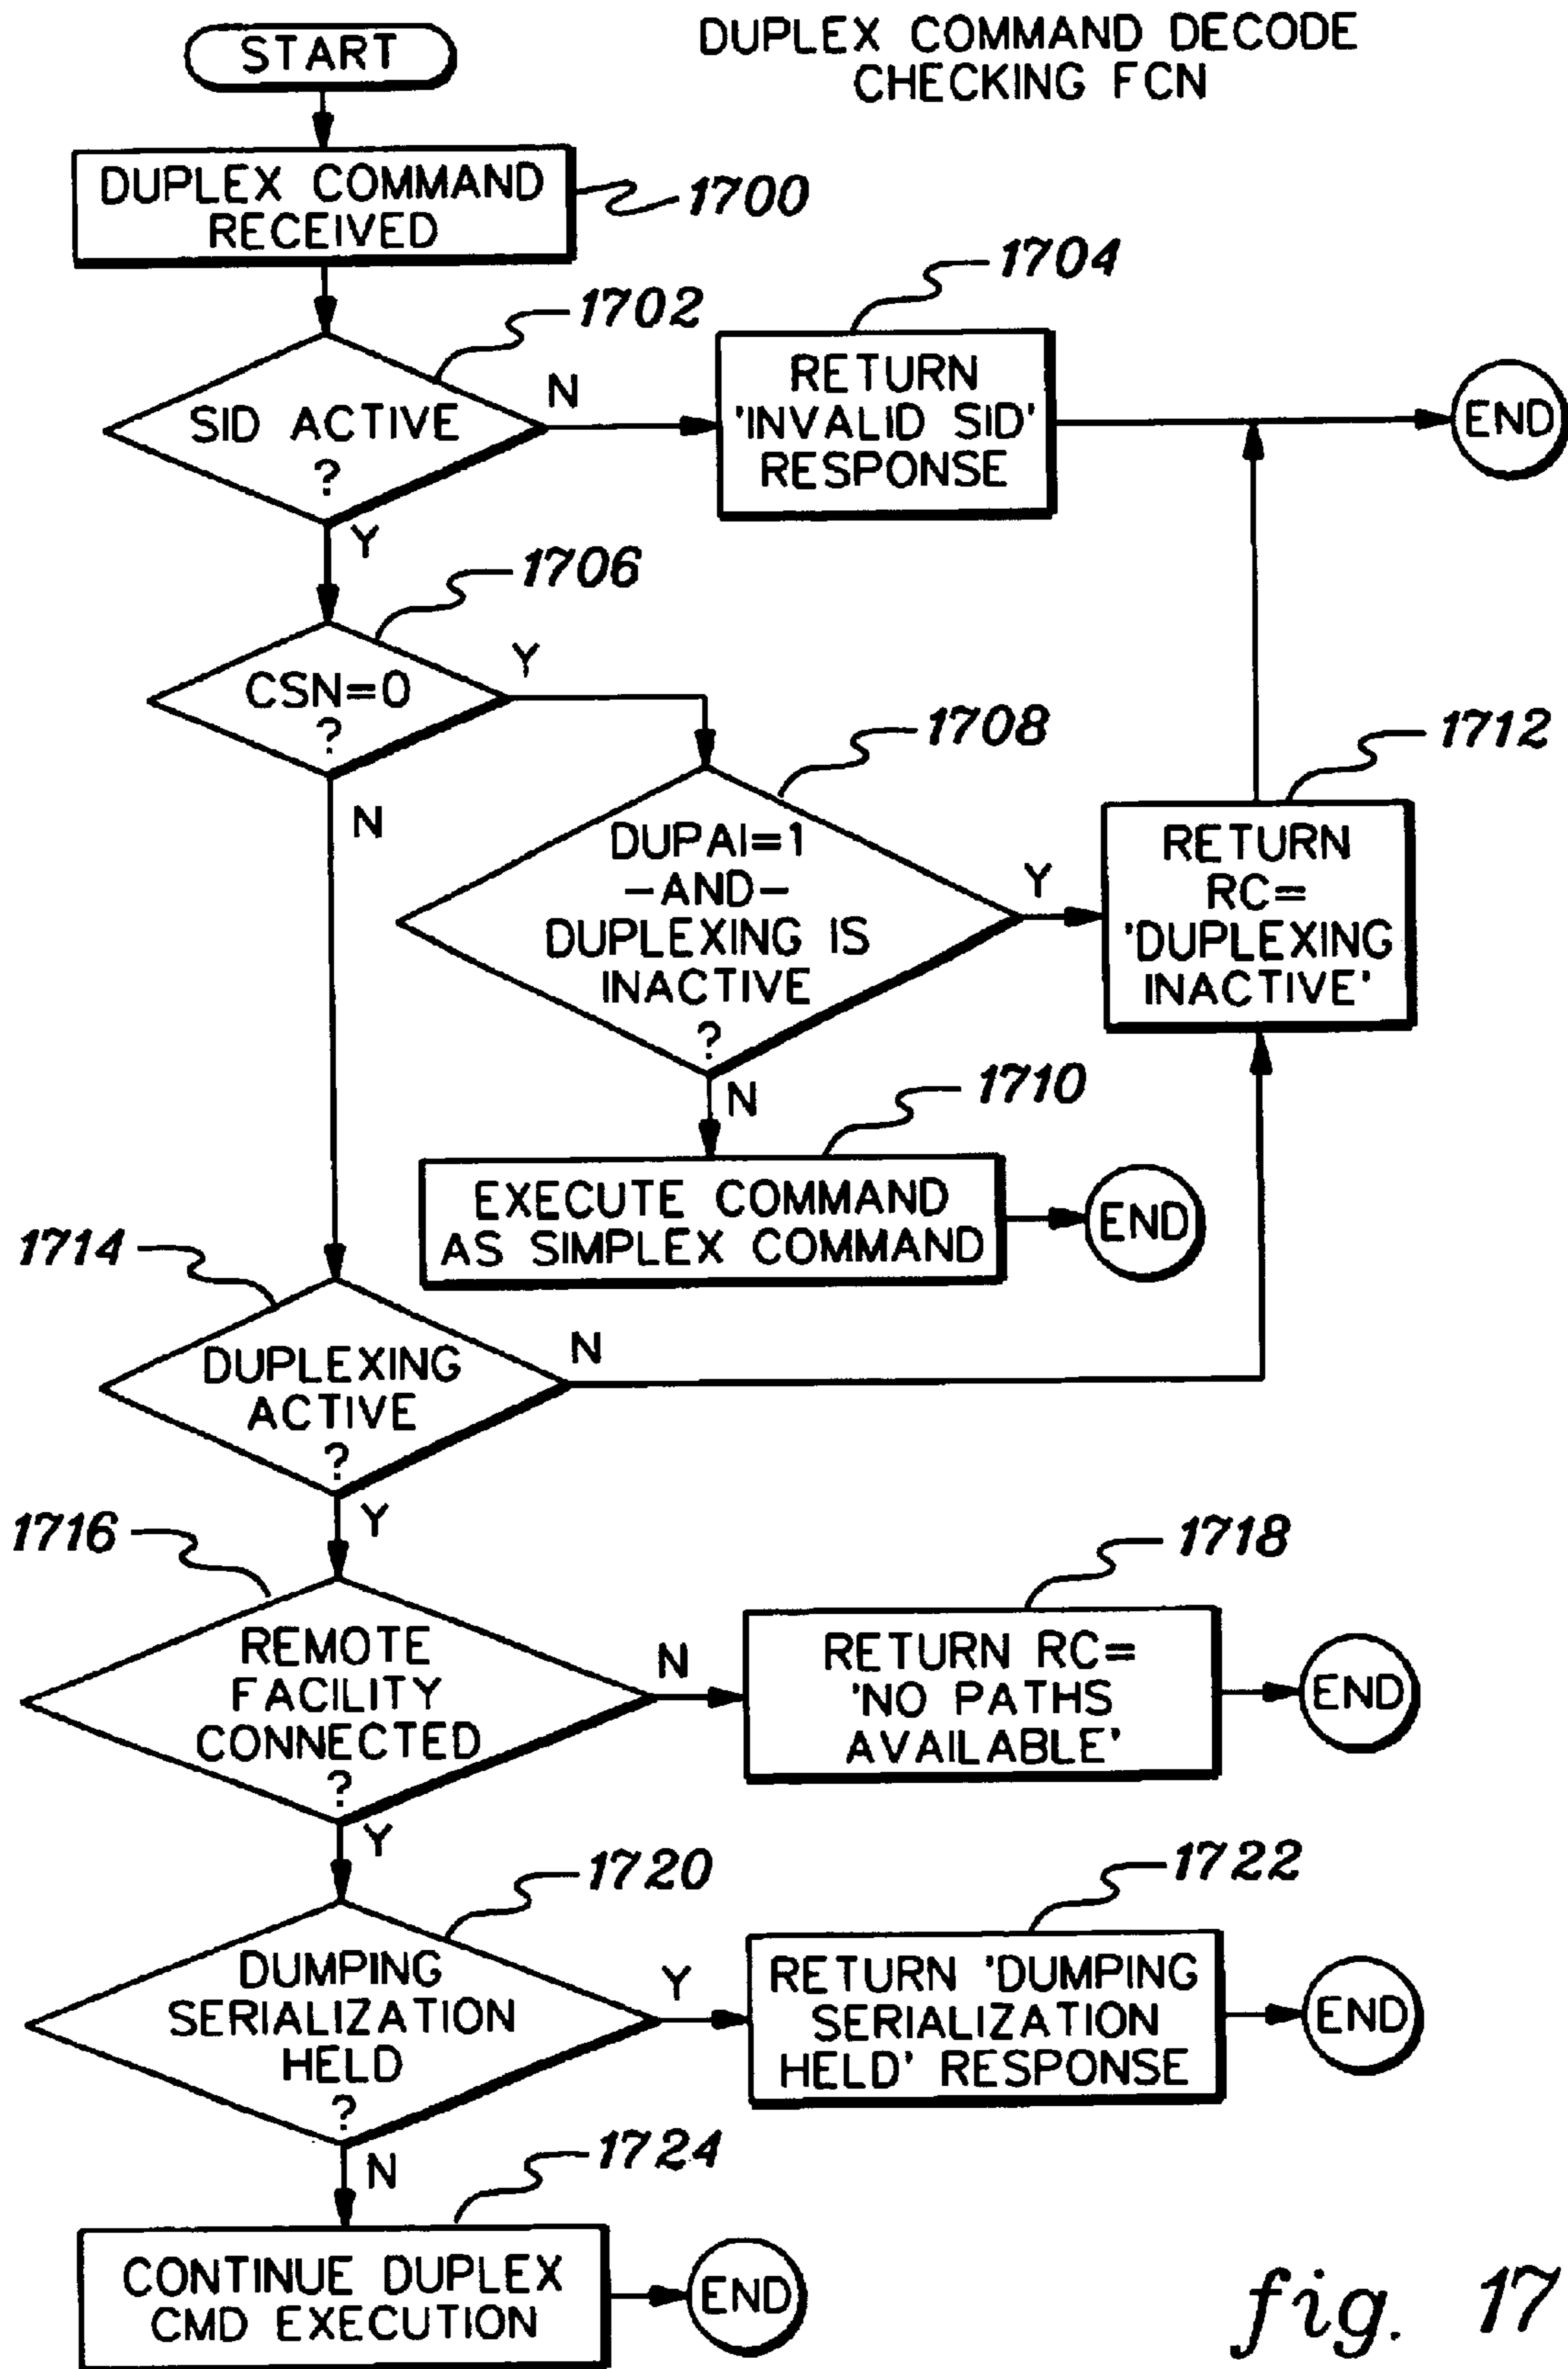 START
DUPLEX COMMAND DECODE
CHECKING FCN
DUPLEX COMMAND
RECEIVED
1700
1702
SID ACTIVE
?
N
Y
1704
RETURN
'INVALID SID'
RESPONSE
END
1706
CSN=0
?
Y
N
1708
DUPAI=1
-AND-
DUPLEXING IS
INACTIVE
?
Y
N
1712
RETURN
RC=
'DUPLEXING
INACTIVE'
1710
EXECUTE COMMAND
AS SIMPLEX COMMAND
END
1714
DUPLEXING
ACTIVE
?
N
Y
1716
REMOTE
FACILITY
CONNECTED
?
N
Y
1718
RETURN RC=
'NO PATHS
AVAILABLE'
END
1720
DUMPING
SERIALIZATION
HELD
?
Y
N
1722
RETURN 'DUMPING
SERIALIZATION
HELD' RESPONSE
END
1724
CONTINUE DUPLEX
CMD EXECUTION
END
fig. 17